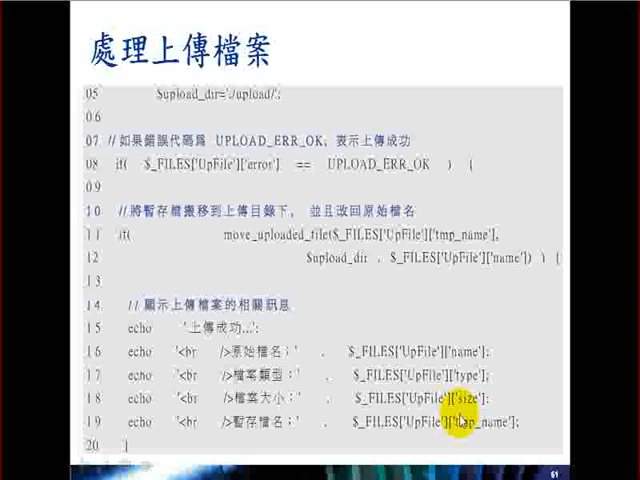 處理上傳檔案
05 $upload_dir='./upload/';
06
07 //如果錯誤代碼為 UPLOAD_ERR_OK, 表示上傳成功
08 if( $_FILES['UpFile']['error'] == UPLOAD_ERR_OK ) {
09
10 //將暫存檔搬移到上傳目錄下, 並且改回原始檔名
11 if( move_uploaded_file($_FILES['UpFile']['tmp_name'],
12 $upload_dir . $_FILES['UpFile']['name']) ) {
13
14 // 顯示上傳檔案的相關訊息
15 echo '上傳成功...';
16 echo '<br />原始檔名:' . $_FILES['UpFile']['name'];
17 echo '<br />檔案類型:' . $_FILES['UpFile']['type'];
18 echo '<br />檔案大小:' . $_FILES['UpFile']['size'];
19 echo '<br />暫存檔名:' . $_FILES['UpFile']['tmp_name'];
20 }
61